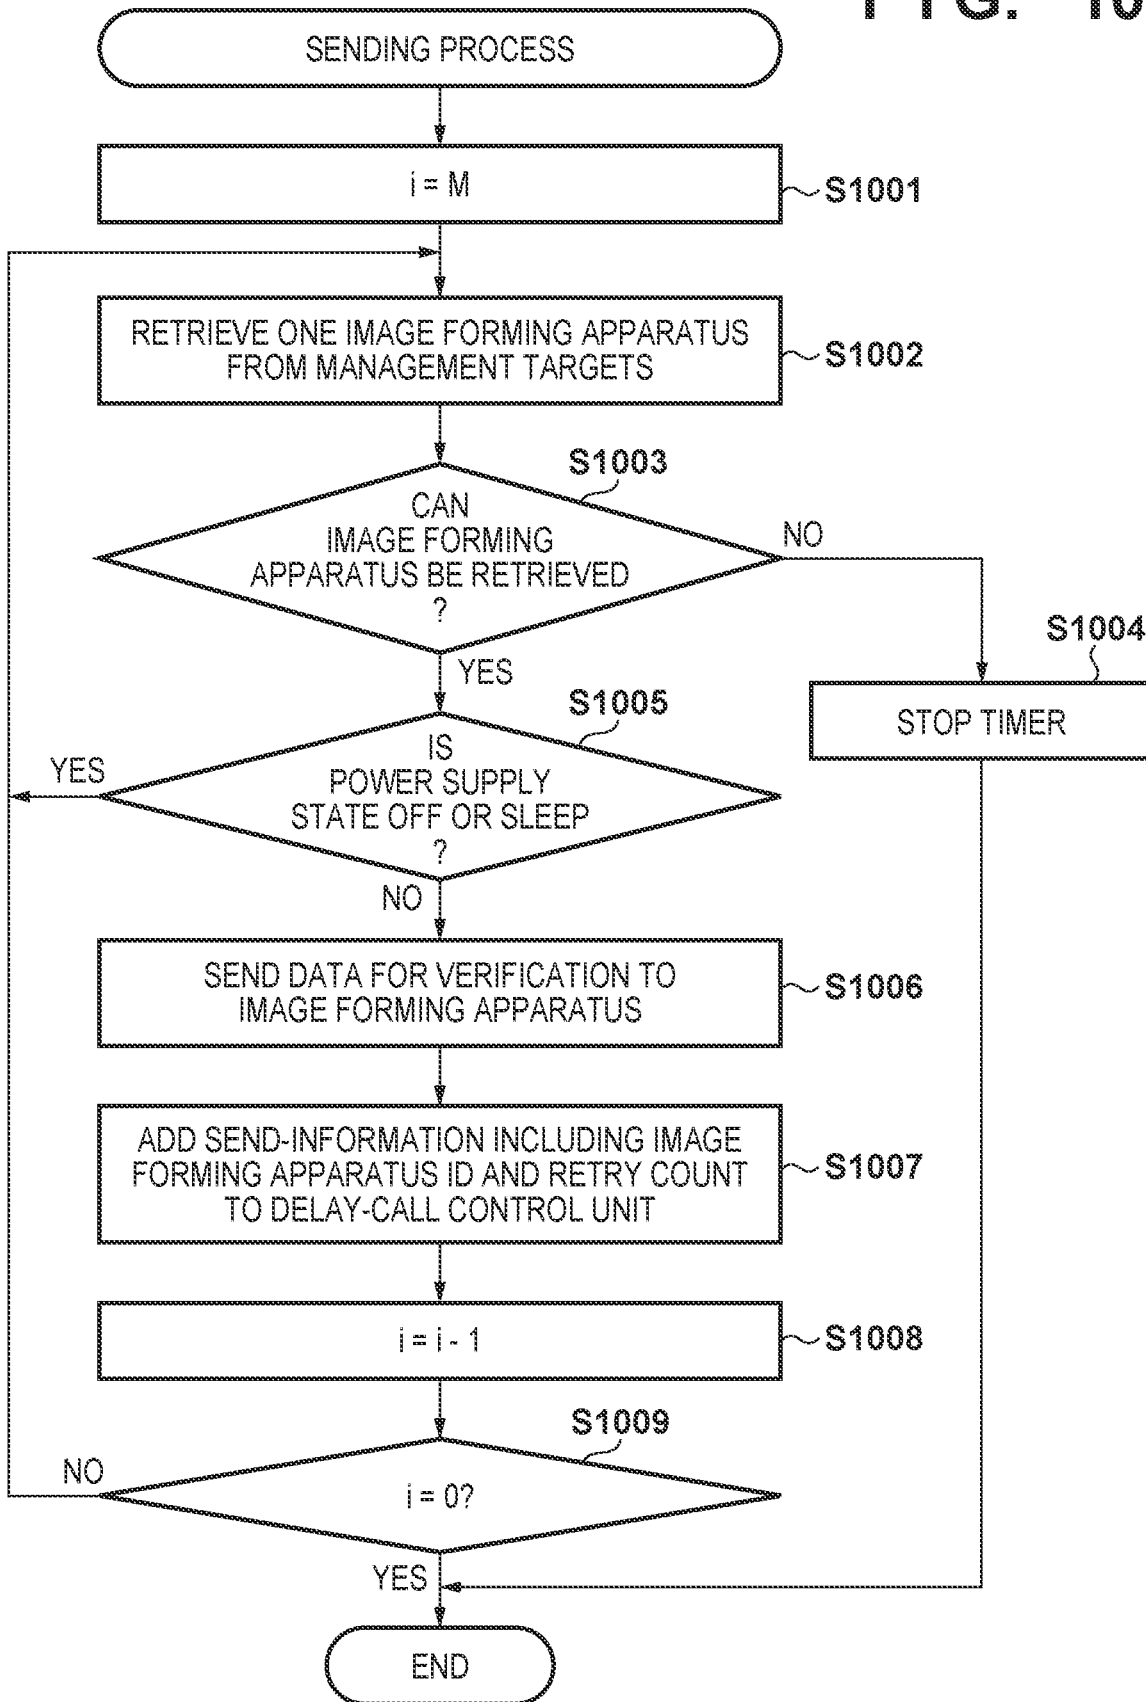 FIG. 10
SENDING PROCESS
i = M
S1001
RETRIEVE ONE IMAGE FORMING APPARATUS
FROM MANAGEMENT TARGETS
S1002
S1003
CAN
IMAGE FORMING
APPARATUS BE RETRIEVED
?
NO
YES
S1004
STOP TIMER
S1005
IS
POWER SUPPLY
STATE OFF OR SLEEP
?
YES
NO
SEND DATA FOR VERIFICATION TO
IMAGE FORMING APPARATUS
S1006
ADD SEND-INFORMATION INCLUDING IMAGE
FORMING APPARATUS ID AND RETRY COUNT
TO DELAY-CALL CONTROL UNIT
S1007
i = i - 1
S1008
S1009
i = 0?
NO
YES
END